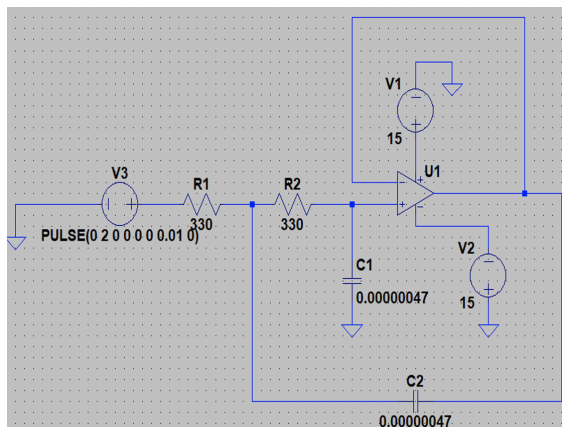 V1
15
U1
V3
R1
R2
330
330
PULSE(0 2 0 0 0 0 0.01 0)
C1
0.00000047
V2
15
C2
0.00000047